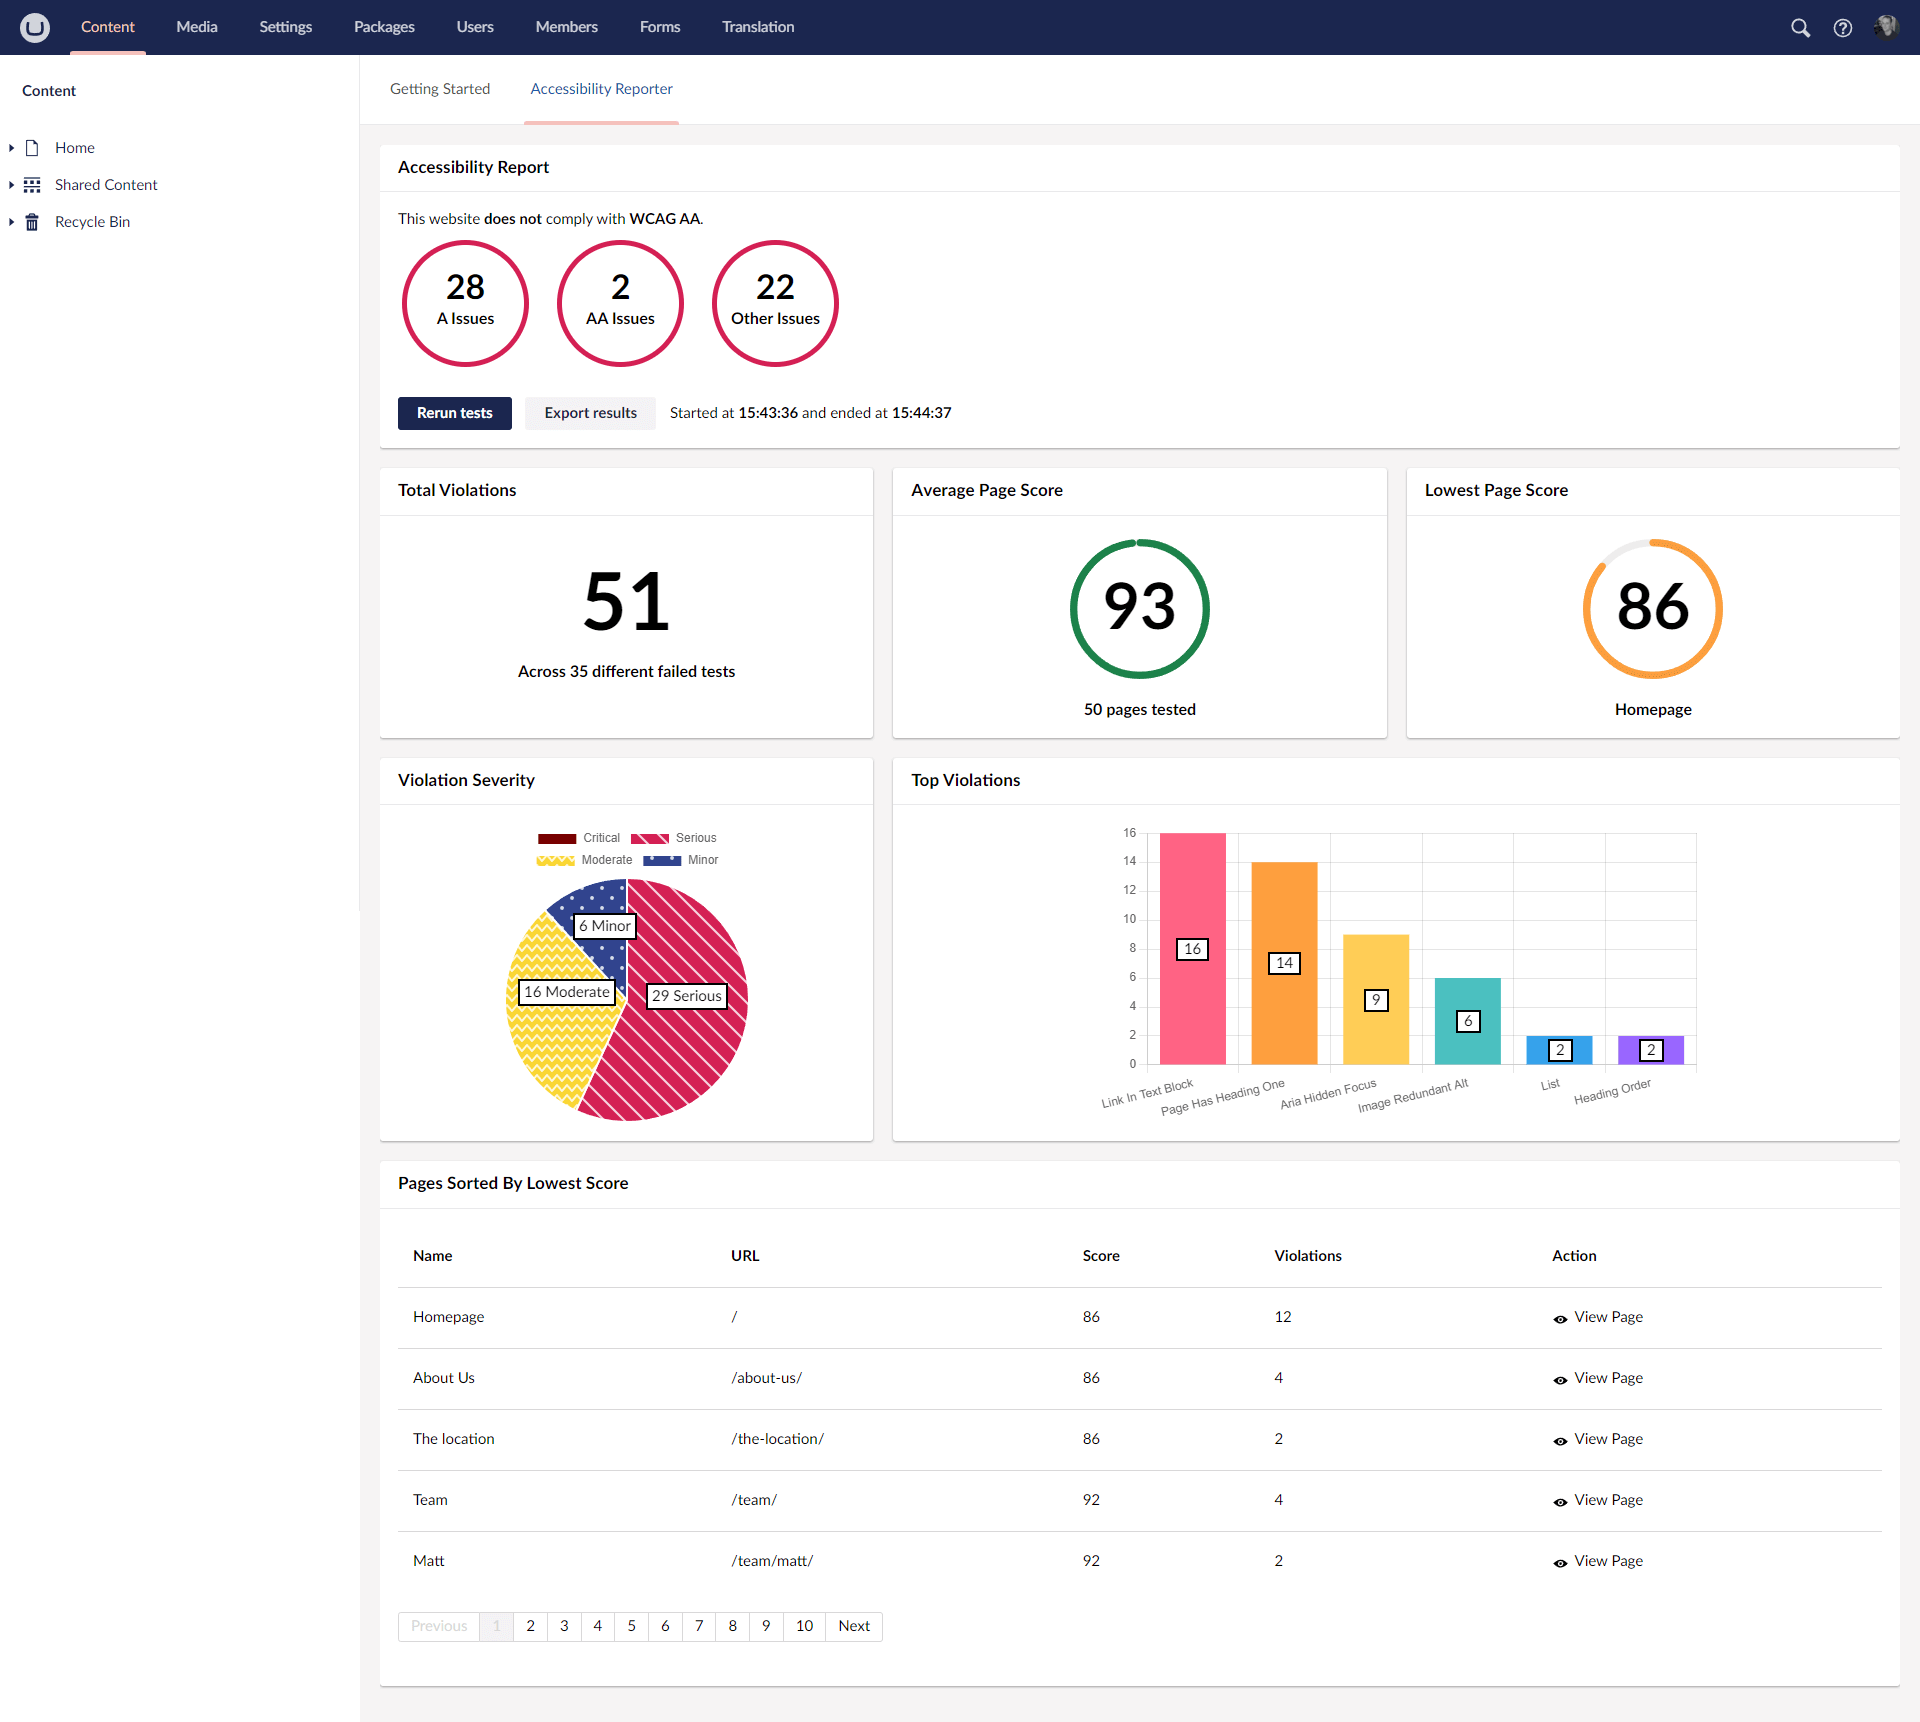 Content Media Settings Packages Users Members Forms Translation
Content
Home
Shared Content
Recycle Bin
Getting Started Accessibility Reporter
Accessibility Report
This website does not comply with WCAG AA.
28 2 22
A Issues AA Issues Other Issues
Rerun tests Export results Started at 15:43:36 and ended at 15:44:37
Total Violations
51
Across 35 different failed tests
Average Page Score
93
50 pages tested
Lowest Page Score
86
Homepage
Violation Severity
Critical Serious
Moderate Minor
6 Minor
16 Moderate
29 Serious
Top Violations
16
14
12
10
8
6
4
2
0
16 14 9 6 2 2
Link In Text Block Page Has Heading One Aria Hidden Focus Image Redundant Alt List Heading Order
Pages Sorted By Lowest Score
Name URL Score Violations Action
Homepage / 86 12 View Page
About Us /about-us/ 86 4 View Page
The location /the-location/ 86 2 View Page
Team /team/ 92 4 View Page
Matt /team/matt/ 92 2 View Page
Previous 1 2 3 4 5 6 7 8 9 10 Next